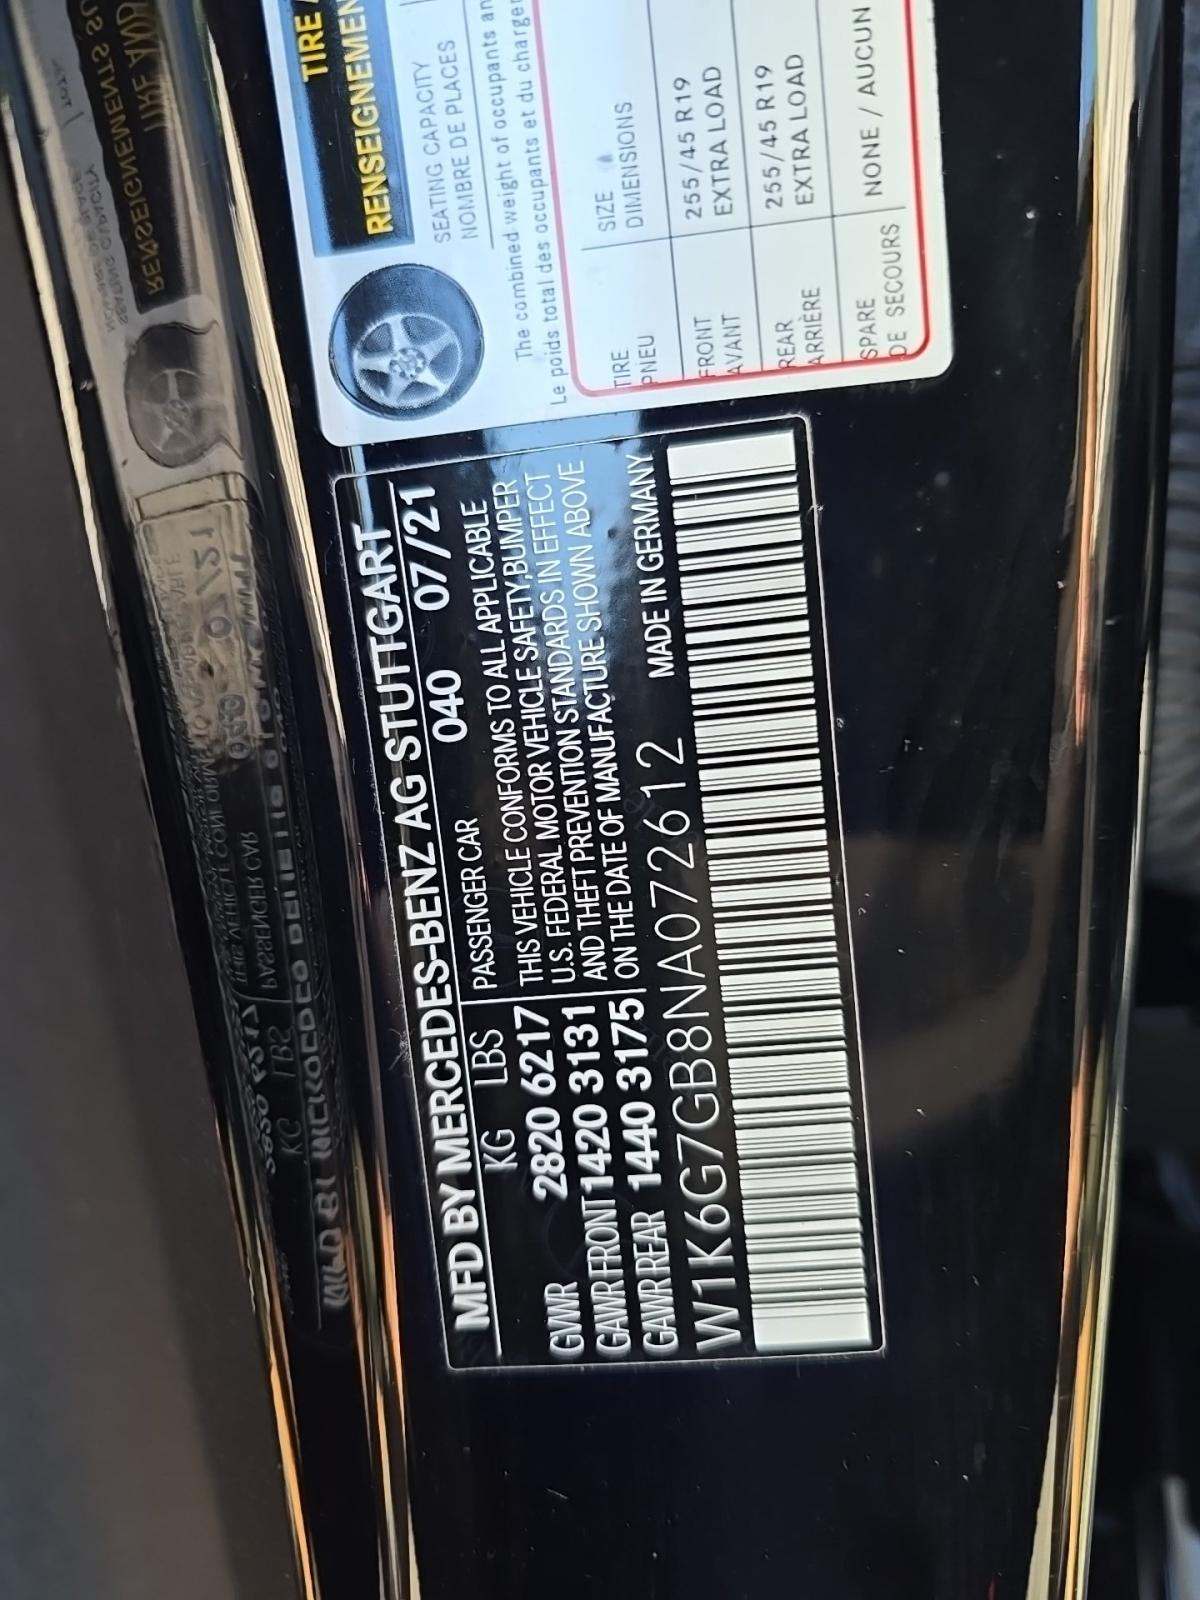 MFD BY MERCEDES-BENZ AG STUTTGART
KG LBS PASSENGER CAR 040 07/21
GVWR 2820 6217 THIS VEHICLE CONFORMS TO ALL APPLICABLE
GAWR FRONT 1420 3131 U.S. FEDERAL MOTOR VEHICLE SAFETY,BUMPER
GAWR REAR 1440 3175 AND THEFT PREVENTION STANDARDS IN EFFECT
ON THE DATE OF MANUFACTURE SHOWN ABOVE
W1K6G7GB8NA072612 MADE IN GERMANY
TIRE
RENSEIGNEMEN
SEATING CAPACITY
NOMBRE DE PLACES
The combined weight of occupants an
Le poids total des occupants et du charge
TIRE SIZE
PNEU DIMENSIONS
FRONT 255/45 R19
AVANT EXTRA LOAD
REAR 255/45 R19
ARRIÈRE EXTRA LOAD
SPARE NONE / AUCUN
DE SECOURS